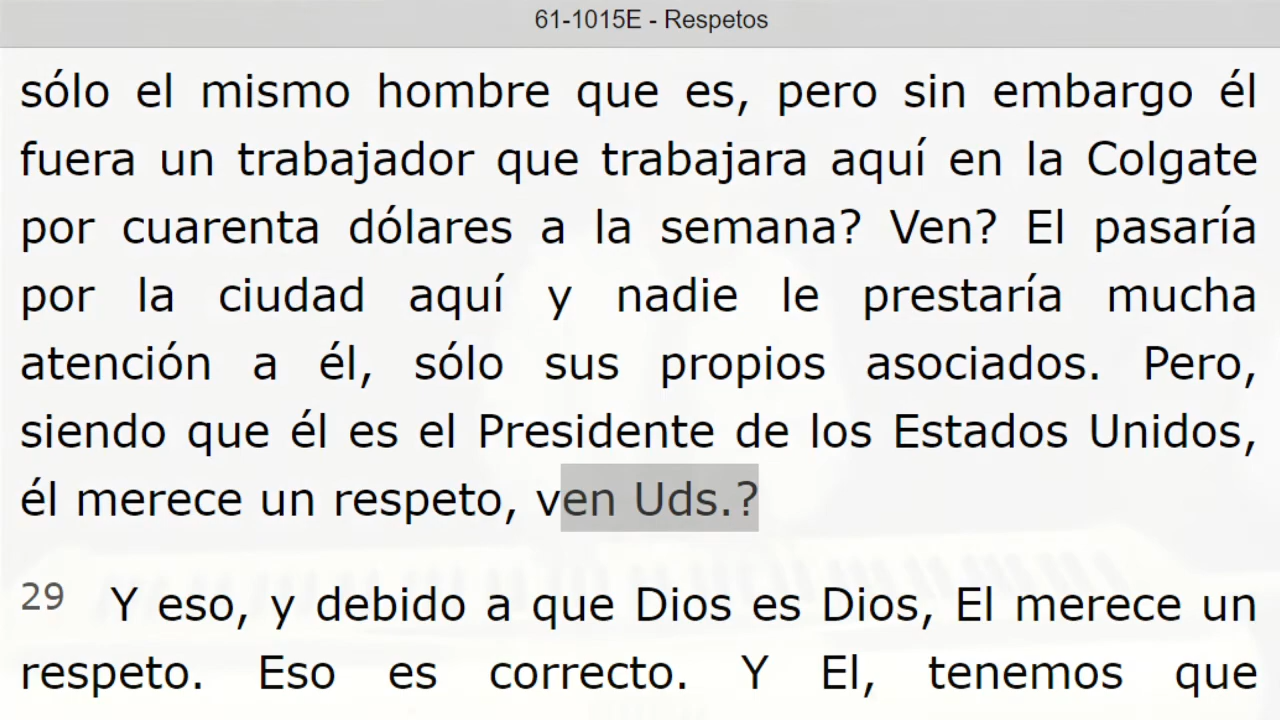 61-1015E - Respetos
sólo el mismo hombre que es, pero sin embargo él
fuera un trabajador que trabajara aquí en la Colgate
por cuarenta dólares a la semana? Ven? El pasaría
por la ciudad aquí y nadie le prestaría mucha
atención a él, sólo sus propios asociados. Pero,
siendo que él es el Presidente de los Estados Unidos,
él merece un respeto, ven Uds.?
29 Y eso, y debido a que Dios es Dios, El merece un
respeto. Eso es correcto. Y El, tenemos que